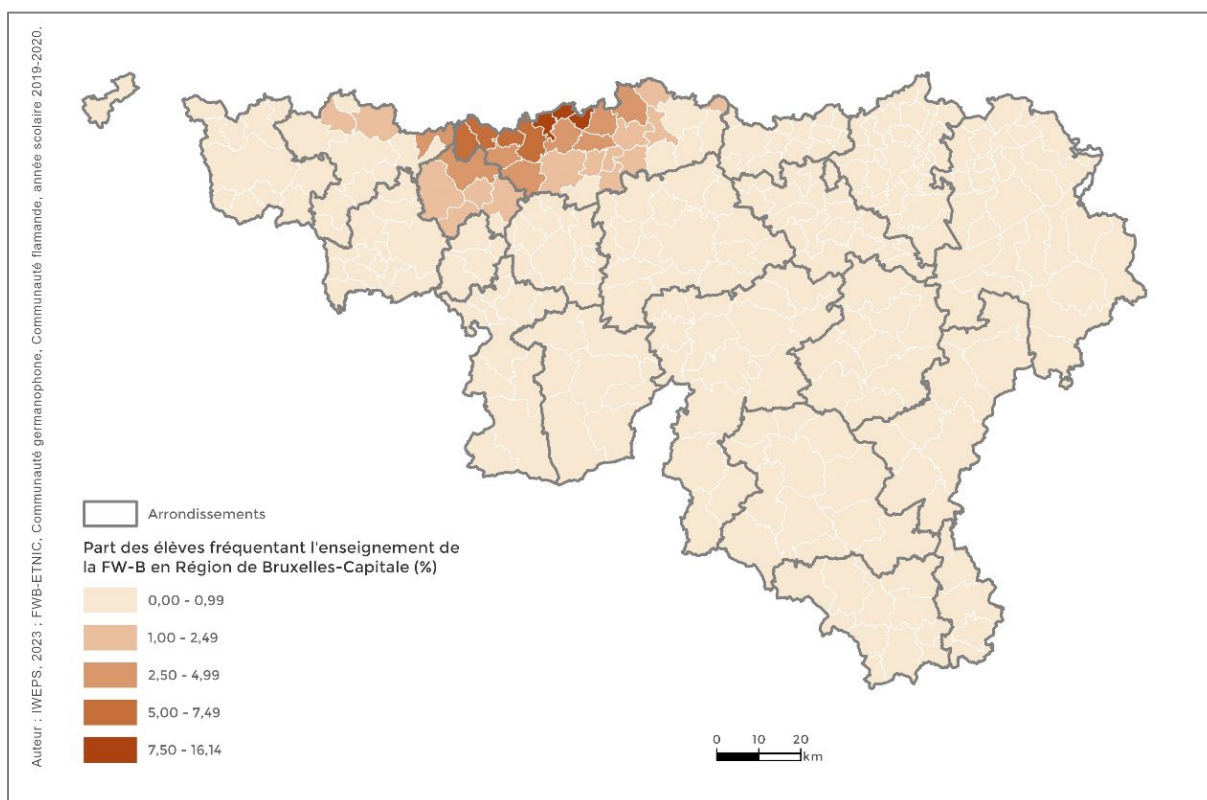 Auteur : IWEPS, 2023 ; FWB-ETNIC, Communauté germanophone, Communauté flamande, année scolaire 2019-2020.
Arrondissements
Part des élèves fréquentant l'enseignement de
la FW-B en Région de Bruxelles-Capitale (%)
0,00 - 0,99
1,00 - 2,49
2,50 - 4,99
5,00 - 7,49
7,50 - 16,14
0 10 20
km